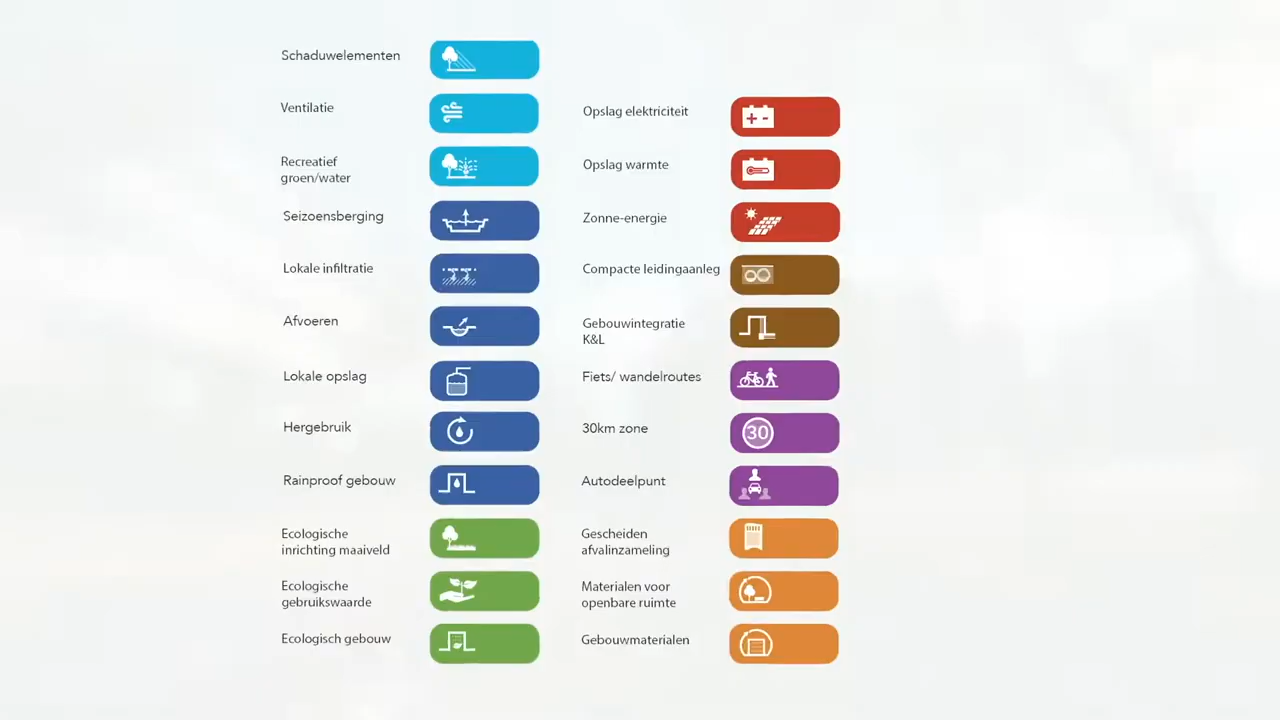 Schaduwelementen
Ventilatie
Recreatief
groen/water
Seizoensberging
Lokale infiltratie
Afvoeren
Lokale opslag
Hergebruik
Rainproof gebouw
Ecologische
inrichting maaiveld
Ecologische
gebruikswaarde
Ecologisch gebouw
Opslag elektriciteit
Opslag warmte
Zonne-energie
Compacte leidingaanleg
Gebouwintegratie
K&L
Fiets/ wandelroutes
30km zone
30
Autodeelpunt
Gescheiden
afvalinzameling
Materialen voor
openbare ruimte
Gebouwmaterialen